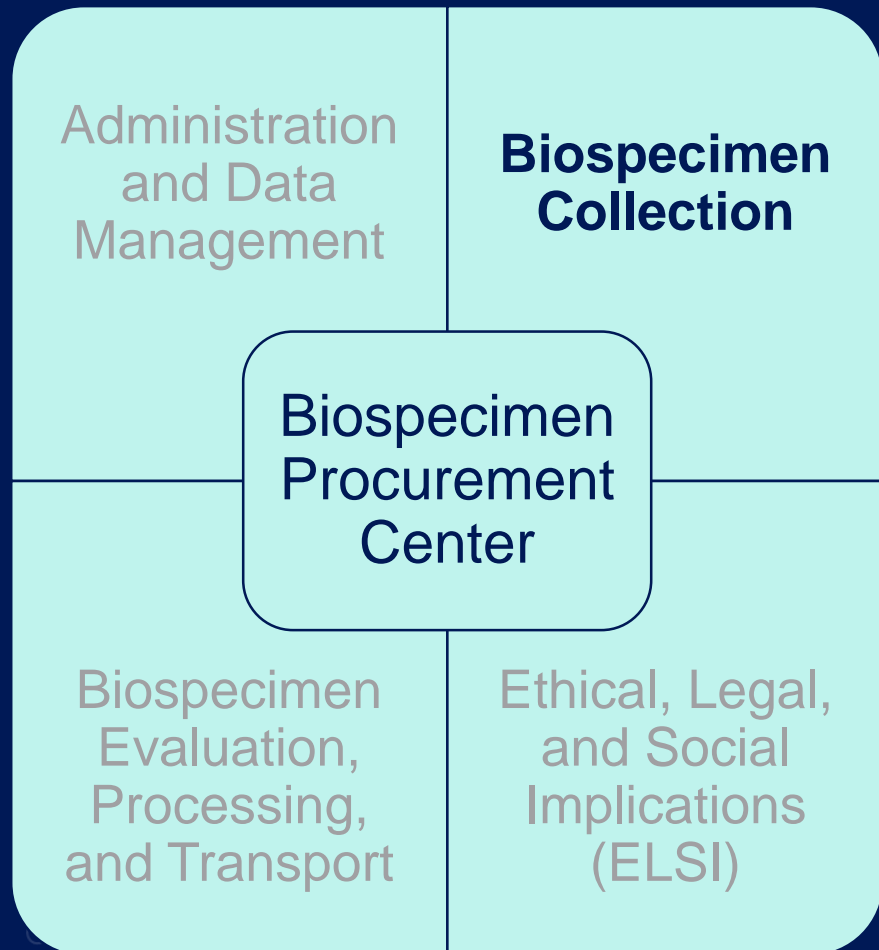 Administration
and Data
Management
Biospecimen
Collection
Biospecimen
Procurement
Center
Biospecimen
Evaluation,
Processing,
and Transport
Ethical, Legal,
and Social
Implications
(ELSI)